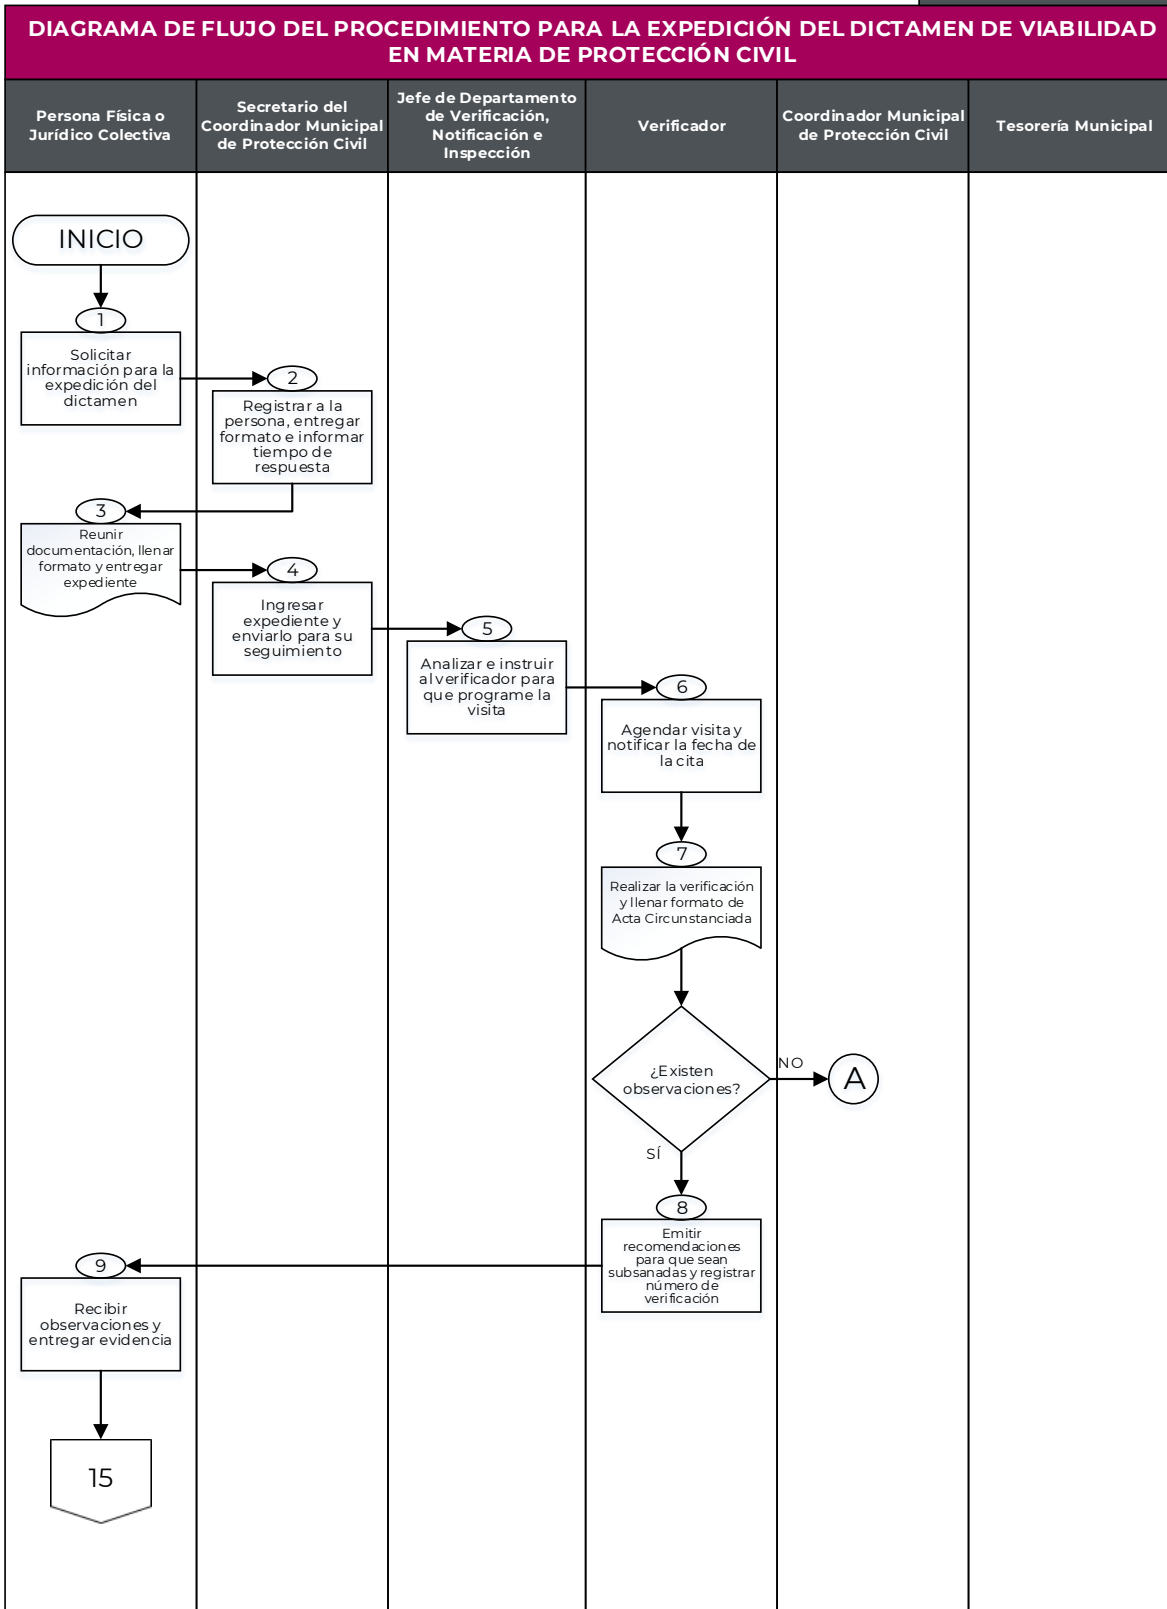 DIAGRAMA DE FLUJO DEL PROCEDIMIENTO PARA LA EXPEDICIÓN DEL DICTAMEN DE VIABILIDAD
EN MATERIA DE PROTECCIÓN CIVIL
Persona Física o
Jurídico Colectiva
Secretario del
Coordinador Municipal
de Protección Civil
Jefe de Departamento
de Verificación,
Notificación e
Inspección
Verificador
Coordinador Municipal
de Protección Civil
Tesorería Municipal
INICIO
1
Solicitar
información para la
expedición del
dictamen
2
Registrar a la
persona, entregar
formato e informar
tiempo de
respuesta
3
Reunir
documentación, llenar
formato y entregar
expediente
4
Ingresar
expediente y
enviarlo para su
seguimiento
5
Analizar e instruir
al verificador para
que programe la
visita
6
Agendar visita y
notificar la fecha de
la cita
7
Realizar la verificación
y llenar formato de
Acta Circunstanciada
¿Existen
observaciones?
NO
A
SÍ
8
Emitir
recomendaciones
para que sean
subsanadas y registrar
número de
verificación
9
Recibir
observaciones y
entregar evidencia
15